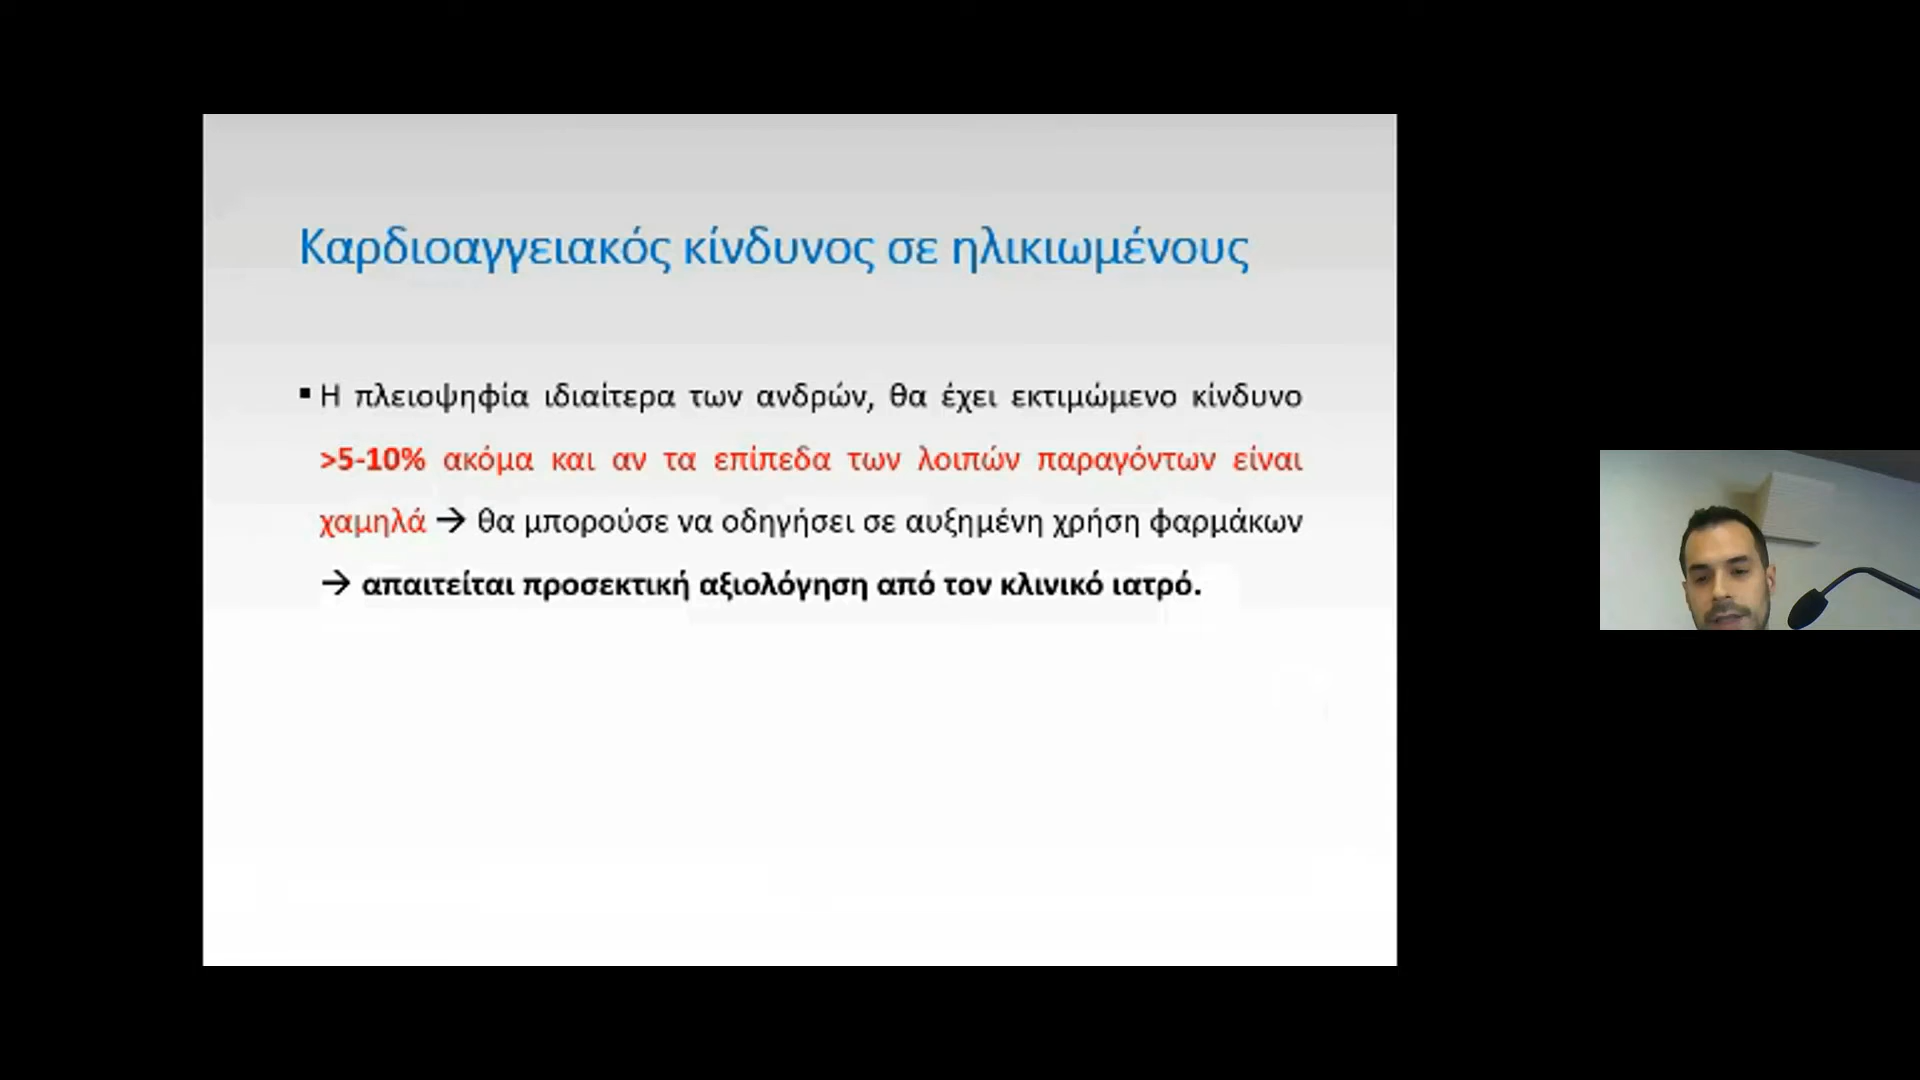 Καρδιοαγγειακός κίνδυνος σε ηλικιωμένους
▪ Η πλειοψηφία ιδιαίτερα των ανδρών, θα έχει εκτιμώμενο κίνδυνο
>5-10% ακόμα και αν τα επίπεδα των λοιπών παραγόντων είναι
χαμηλά → θα μπορούσε να οδηγήσει σε αυξημένη χρήση φαρμάκων
→ απαιτείται προσεκτική αξιολόγηση από τον κλινικό ιατρό.